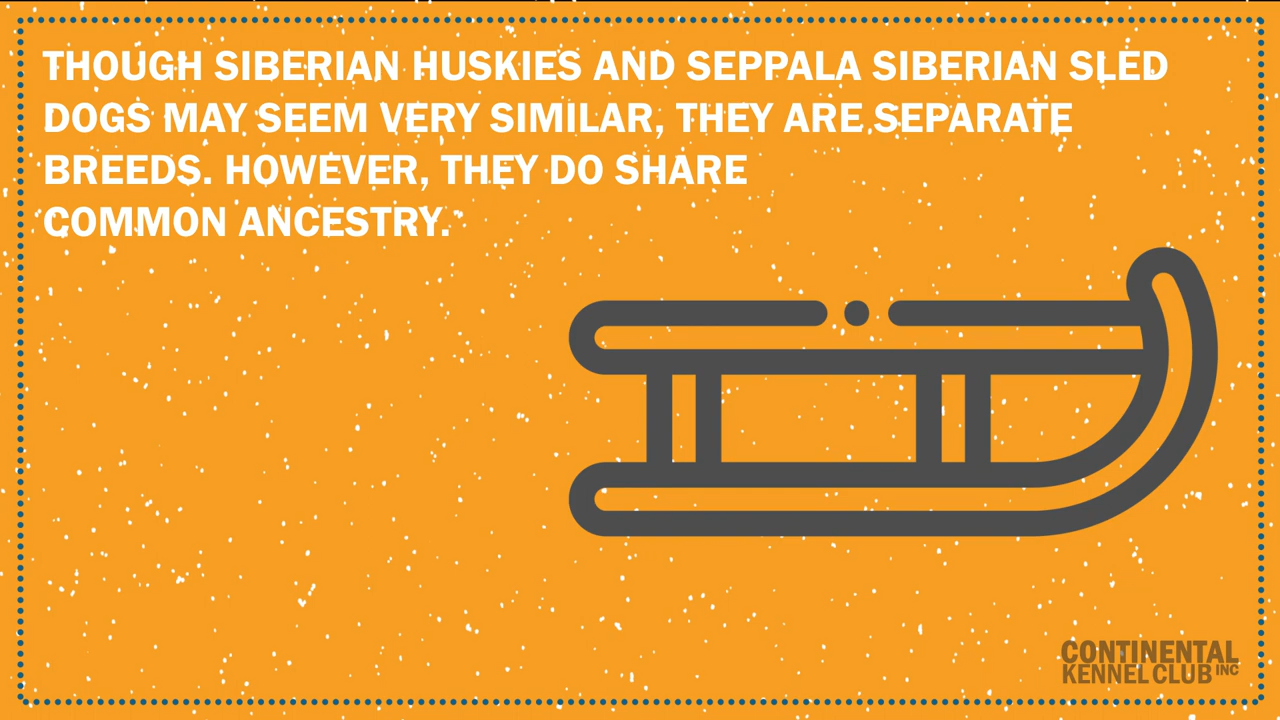 THOUGH SIBERIAN HUSKIES AND SEPPALA SIBERIAN SLED
DOGS MAY SEEM VERY SIMILAR, THEY ARE SEPARATE
BREEDS. HOWEVER, THEY DO SHARE
COMMON ANCESTRY.
CONTINENTAL
KENNEL CLUB INC